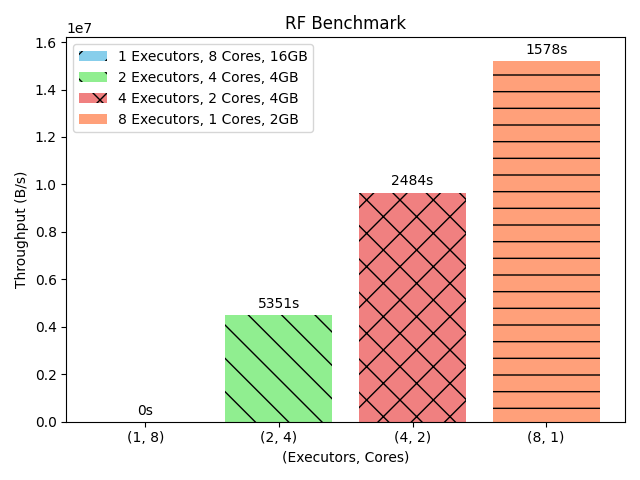 RF Benchmark
1e7
1 Executors, 8 Cores, 16GB
2 Executors, 4 Cores, 4GB
4 Executors, 2 Cores, 4GB
8 Executors, 1 Cores, 2GB
1.6
1.4
1.2
1.0
0.8
0.6
0.4
0.2
0.0
Throughput (B/s)
0s
5351s
2484s
1578s
(1, 8)
(2, 4)
(4, 2)
(8, 1)
(Executors, Cores)